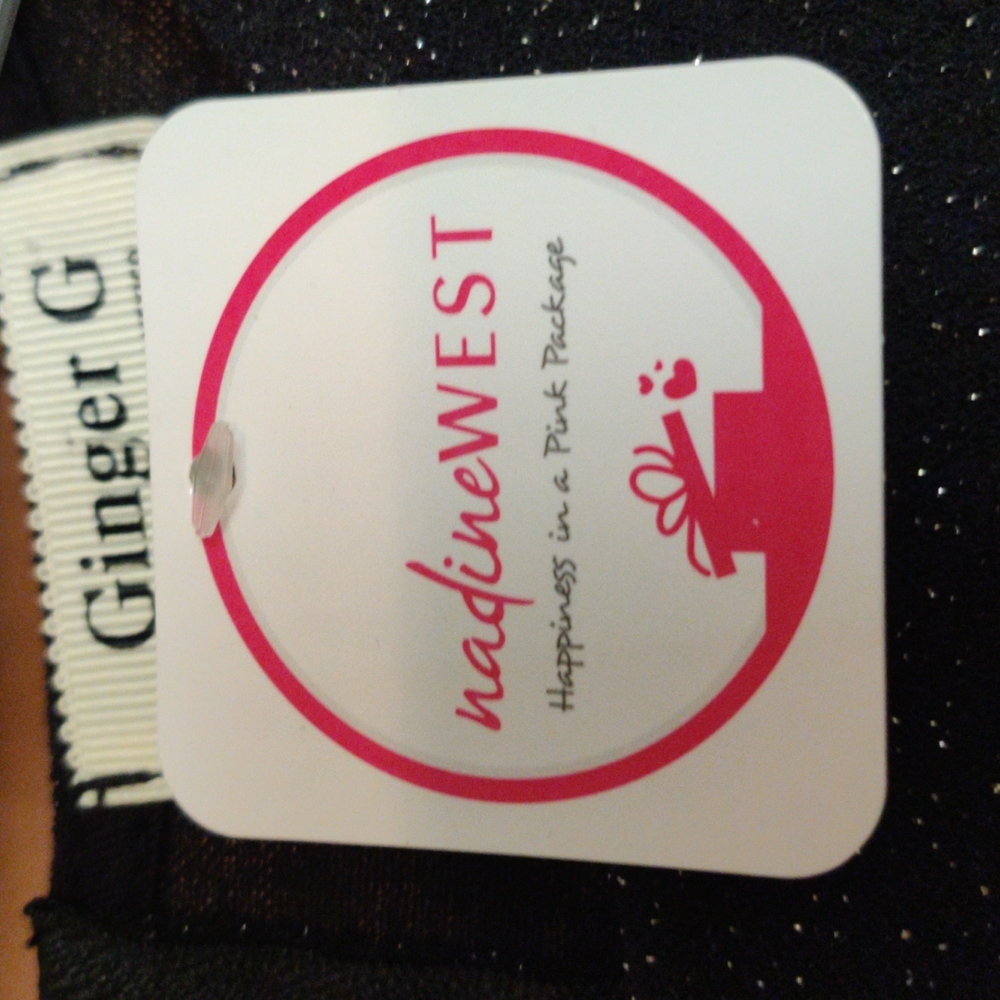 Ginger G
nadineWEST
Happiness in a Pink Package